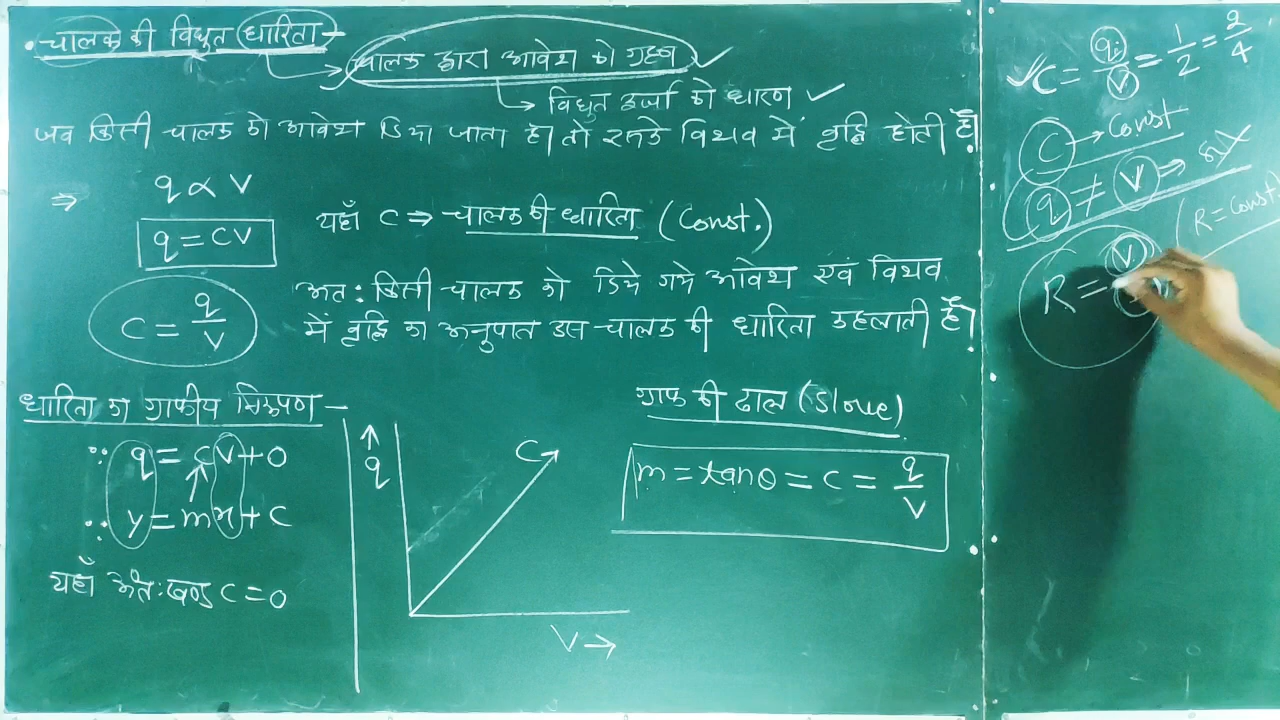 चालक की विद्युत धारिता -
चालक द्वारा आवेश को ग्रहण ✓
विद्युत ऊर्जा को धारण ✓
जब किसी चालक को आवेश दिया जाता है। तो इसके विभव में वृद्धि होती है।
⇒ q ∝ V
q = CV
यहाँ C ⇒ चालक की धारिता (Const.)
C = q/V
अतः किसी चालक को दिये गये आवेश एवं विभव
में वृद्धि का अनुपात उस चालक की धारिता कहलाती है।
धारिता का ग्राफीय निरूपण -
∵ q = CV + 0
∵ y = mx + C
यहाँ अंतःखण्ड C = 0
↑ q
C
V →
ग्राफ की ढाल (Slope)
m = tanθ = C = q/V
✓ C = q/V = 1/2 = 2/4
C → Const
q ≠ V ⇒
(R = Const
R = V